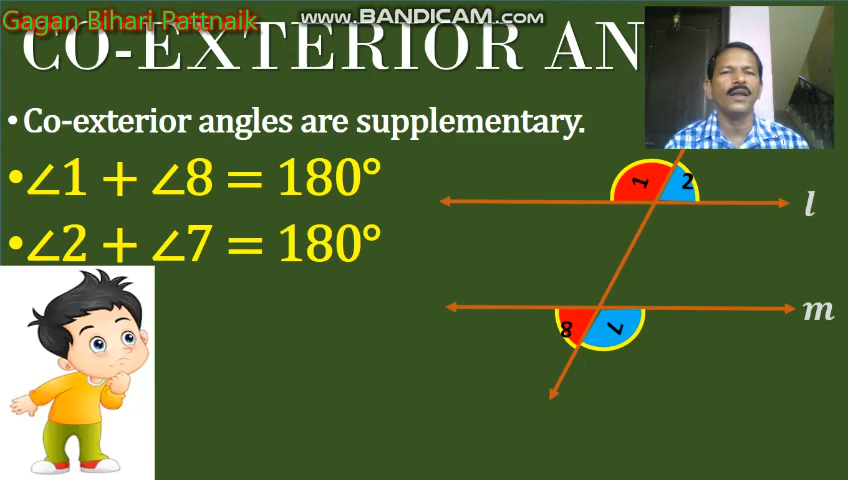 Gagan Bihari Pattnaik
www.BANDICAM.com
CO-EXTERIOR AN
• Co-exterior angles are supplementary.
•∠1 + ∠8 = 180°
•∠2 + ∠7 = 180°
1 2
l
m
8 7